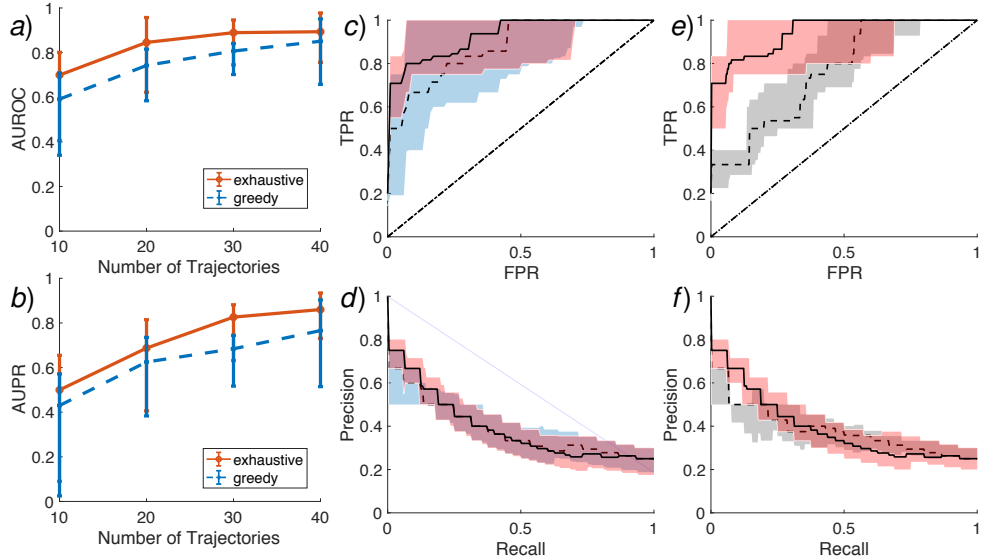 a)
AUROC
1
0.8
0.6
0.4
0.2
0
exhaustive
greedy
10 20 30 40
Number of Trajectories
c)
TPR
1
0.8
0.6
0.4
0.2
0
0 0.5 1
FPR
e)
TPR
1
0.8
0.6
0.4
0.2
0
0 0.5 1
FPR
b)
AUPR
1
0.8
0.6
0.4
0.2
0
exhaustive
greedy
10 20 30 40
Number of Trajectories
d)
Precision
1
0.8
0.6
0.4
0.2
0
0 0.5 1
Recall
f)
Precision
1
0.8
0.6
0.4
0.2
0
0 0.5 1
Recall